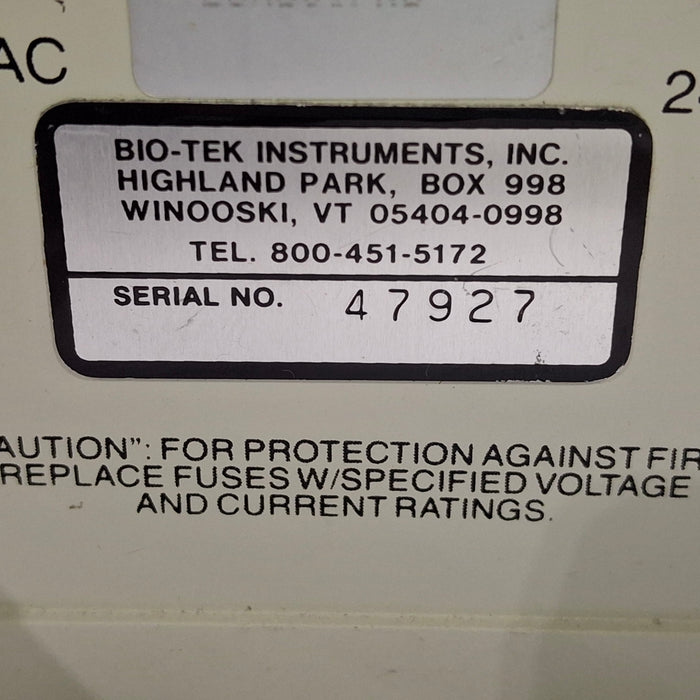 AC
2
BIO-TEK INSTRUMENTS, INC.
HIGHLAND PARK, BOX 998
WINOOSKI, VT 05404-0998
TEL. 800-451-5172
SERIAL NO. 47927
AUTION": FOR PROTECTION AGAINST FIR
REPLACE FUSES W/SPECIFIED VOLTAGE
AND CURRENT RATINGS.